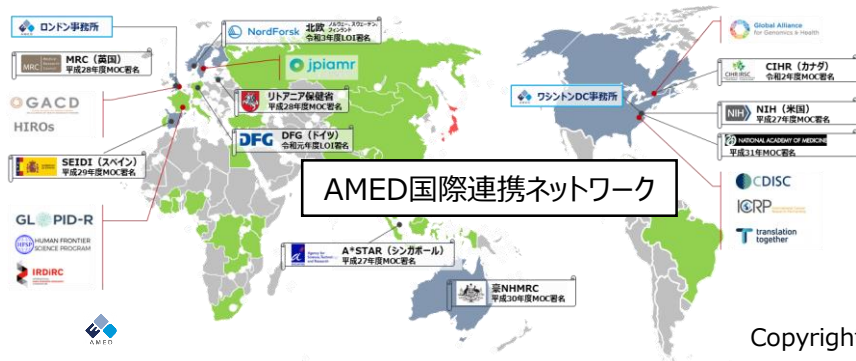 ロンドン事務所
MRC
MRC（英国）
平成28年度MOC署名
GACD
HIROs
SEIDI（スペイン）
平成29年度MOC署名
GL PID-R
HUMAN FRONTIER
SCIENCE PROGRAM
IRDiRC
NordForsk
北欧
ノルウェー、スウェーデン、
フィンランド
令和3年度LOI署名
jpiamr
リトアニア保健省
平成28年度MOC署名
DFG
DFG（ドイツ）
令和元年度LOI署名
AMED国際連携ネットワーク
A*STAR（シンガポール）
平成27年度MOC署名
豪NHMRC
平成30年度MOC署名
ワシントンDC事務所
Global Alliance
for Genomics & Health
CIHR IRSC
CIHR（カナダ）
令和2年度MOC署名
NIH
NIH（米国）
平成27年度MOC署名
NATIONAL ACADEMY OF MEDICINE
平成31年MOC署名
CDISC
ICRP
translation
together
AMED
Copyright